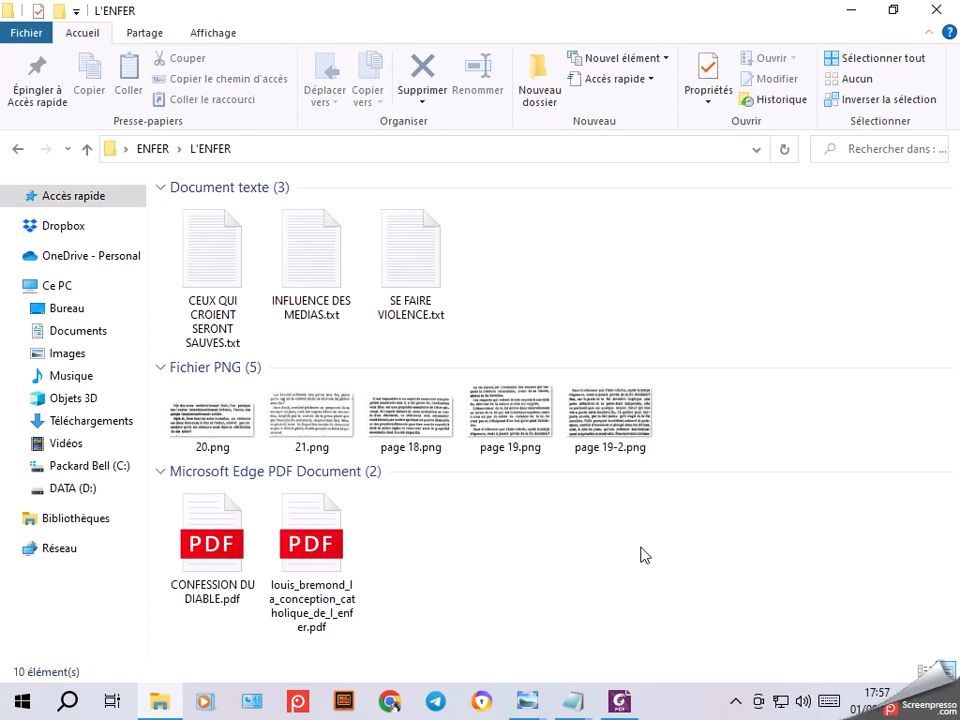 L'ENFER
Fichier
Accueil
Partage
Affichage
Épingler à
Accès rapide
Copier
Coller
Couper
Copier le chemin d'accès
Coller le raccourci
Presse-papiers
Déplacer
vers
Copier
vers
Supprimer
Renommer
Organiser
Nouveau
dossier
Nouvel élément
Accès rapide
Nouveau
Propriétés
Ouvrir
Modifier
Historique
Ouvrir
Sélectionner tout
Aucun
Inverser la sélection
Sélectionner
ENFER
L'ENFER
Rechercher dans : ...
Accès rapide
Dropbox
OneDrive - Personal
Ce PC
Bureau
Documents
Images
Musique
Objets 3D
Téléchargements
Vidéos
Packard Bell (C:)
DATA (D:)
Bibliothèques
Réseau
Document texte (3)
CEUX QUI
CROIENT
SERONT
SAUVES.txt
INFLUENCE DES
MEDIAS.txt
SE FAIRE
VIOLENCE.txt
Fichier PNG (5)
20.png
21.png
page 18.png
page 19.png
page 19-2.png
Microsoft Edge PDF Document (2)
PDF
CONFESSION DU
DIABLE.pdf
PDF
louis_bremond_l
a_conception_cat
holique_de_l_enf
er.pdf
10 élément(s)
17:57
Screenpresso
.com